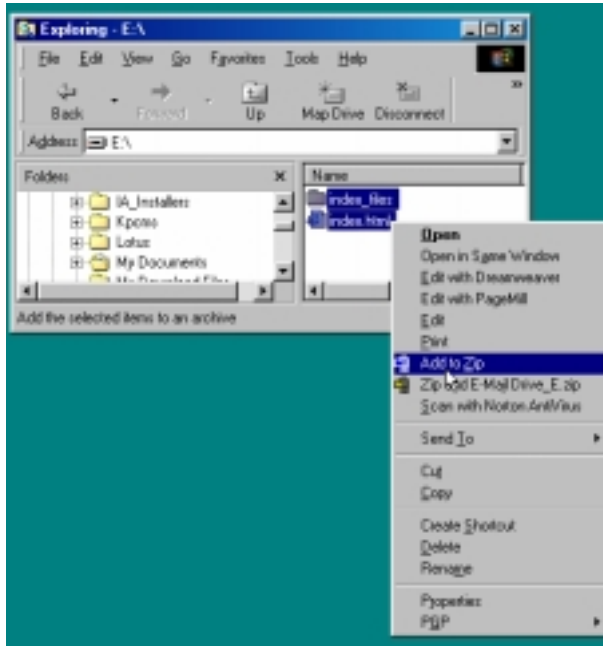 Exploring - E:\
File Edit View Go Favorites Tools Help
Back Forward Up Map Drive Disconnect
Address E:\
Folders
IA_Installers
Kpcms
Lotus
My Documents
My Download Files
Name
index_files
index.html
Add the selected items to an archive
Open
Open in Same Window
Edit with Dreamweaver
Edit with PageMill
Edit
Print
Add to Zip
Zip and E-Mail Drive_E.zip
Scan with Norton AntiVirus
Send To
Cut
Copy
Create Shortcut
Delete
Rename
Properties
PGP